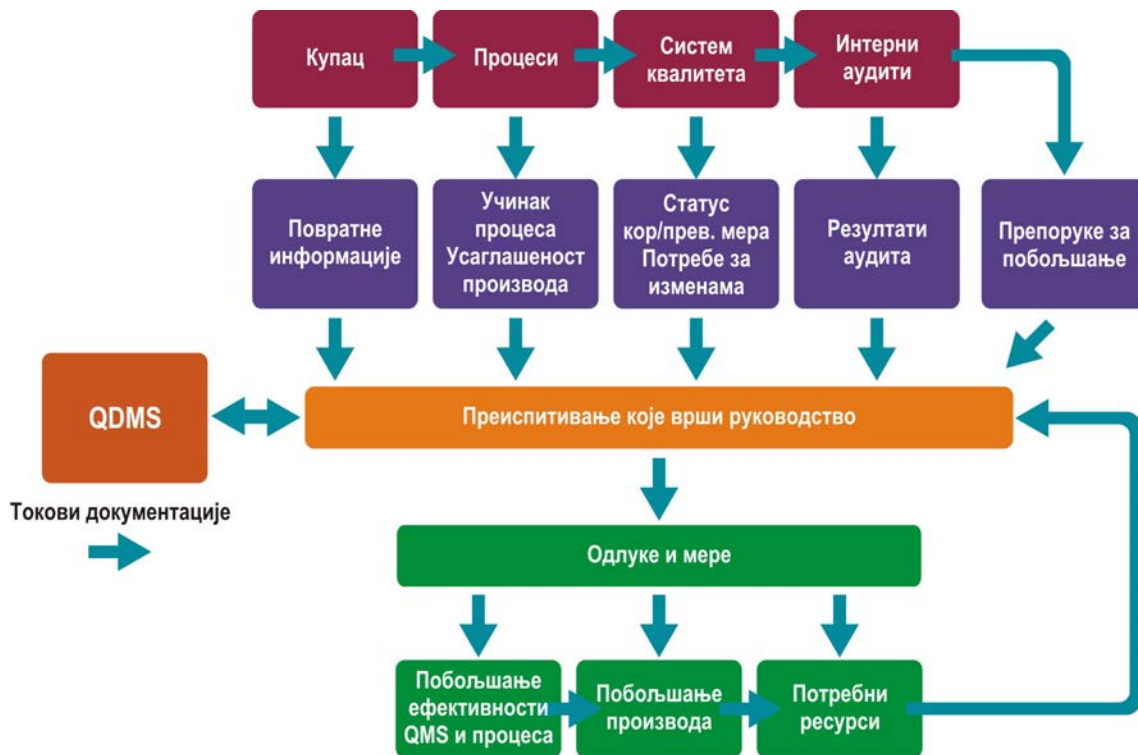 Купац
Процеси
Систем
квалитета
Интерни
аудити
Повратне
информације
Учинак
процеса
Усаглашеност
производа
Статус
кор/прев. мера
Потребе за
изменама
Резултати
аудита
Препоруке за
побољшање
QDMS
Преиспитивање које врши руководство
Токови документације
Одлуке и мере
Побољшање
ефективности
QMS и процеса
Побољшање
производа
Потребни
ресурси